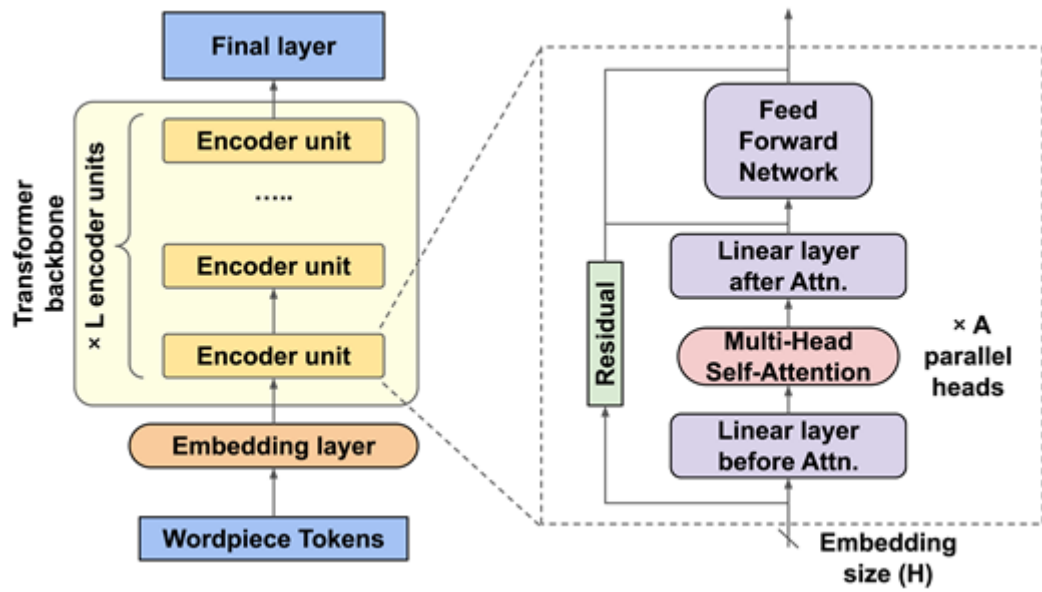 Final layer
Encoder unit
.....
Encoder unit
Encoder unit
Transformer
backbone
× L encoder units
Embedding layer
Wordpiece Tokens
Feed
Forward
Network
Linear layer
after Attn.
Multi-Head
Self-Attention
× A
parallel
heads
Residual
Linear layer
before Attn.
Embedding
size (H)